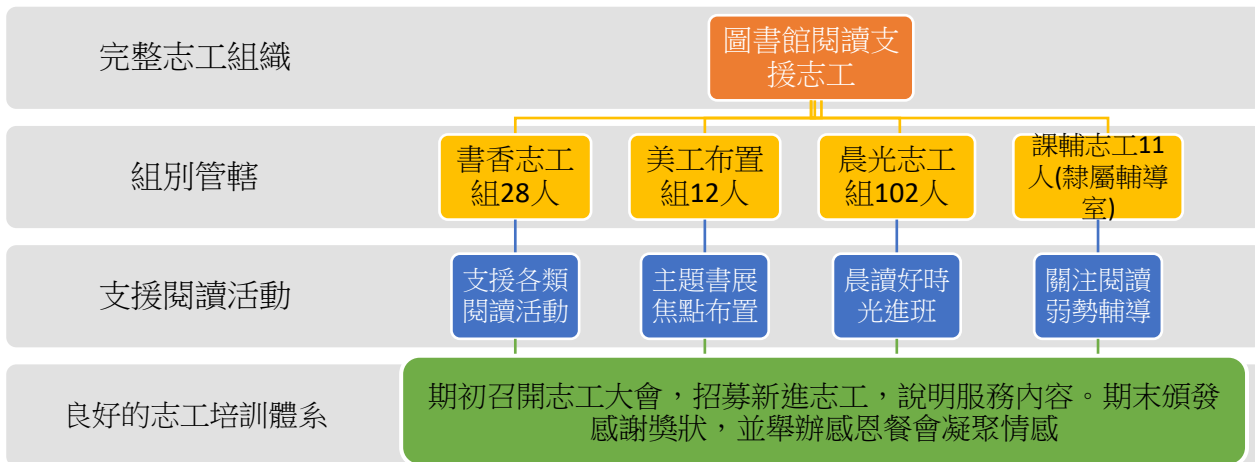 完整志工組織
圖書館閱讀支
援志工
組別管轄
書香志工
組28人
美工布置
組12人
晨光志工
組102人
課輔志工11
人(隸屬輔導
室)
支援閱讀活動
支援各類
閱讀活動
主題書展
焦點布置
晨讀好時
光進班
關注閱讀
弱勢輔導
良好的志工培訓體系
期初召開志工大會，招募新進志工，說明服務內容。期末頒發
感謝獎狀，並舉辦感恩餐會凝聚情感